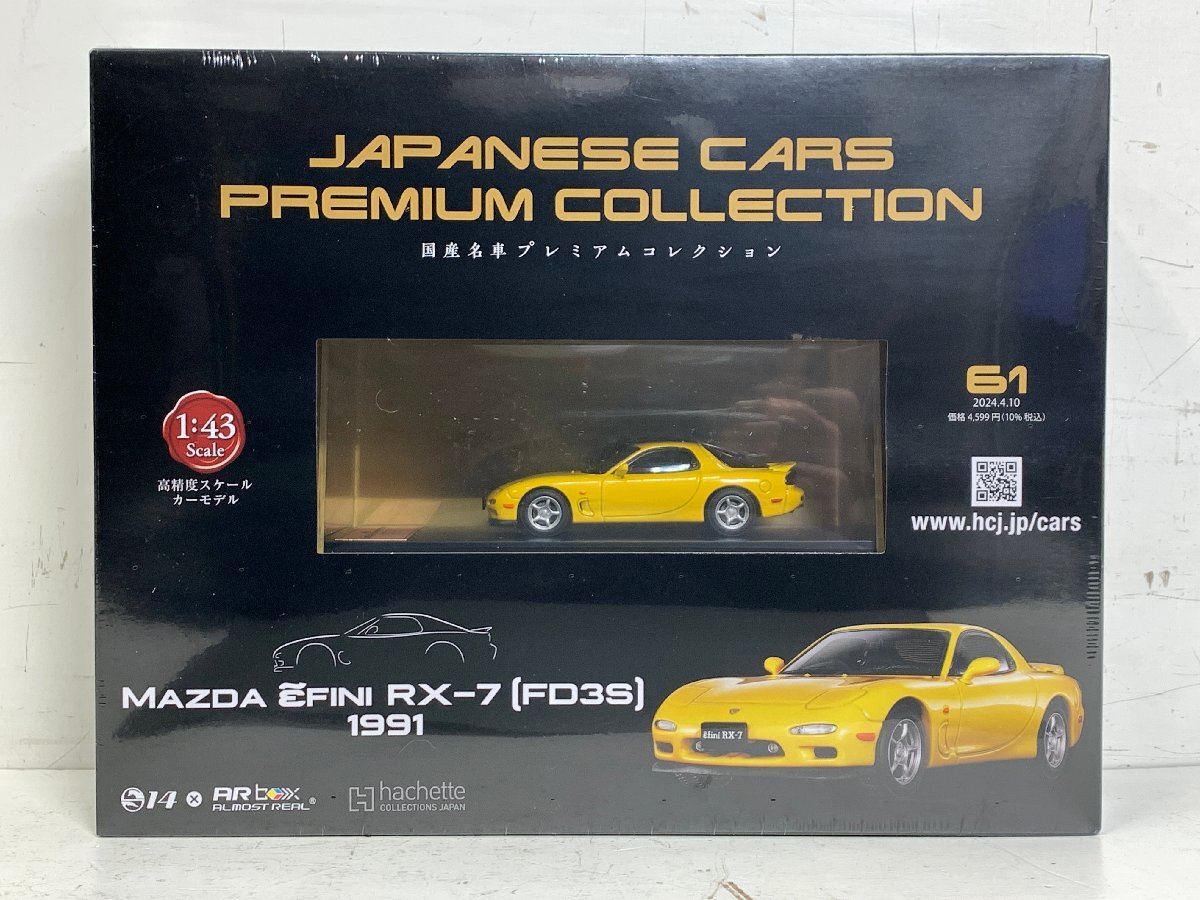 JAPANESE CARS
PREMIUM COLLECTION
国産名車プレミアムコレクション
1:43
Scale
高精度スケール
カーモデル
61
2024.4.10
価格 4,599円(10%税込)
www.hcj.jp/cars
MAZDA ε̃FINI RX-7 (FD3S)
1991
ε̃fini RX-7
14 × ARbox
ALMOST REAL®
hachette
COLLECTIONS JAPAN